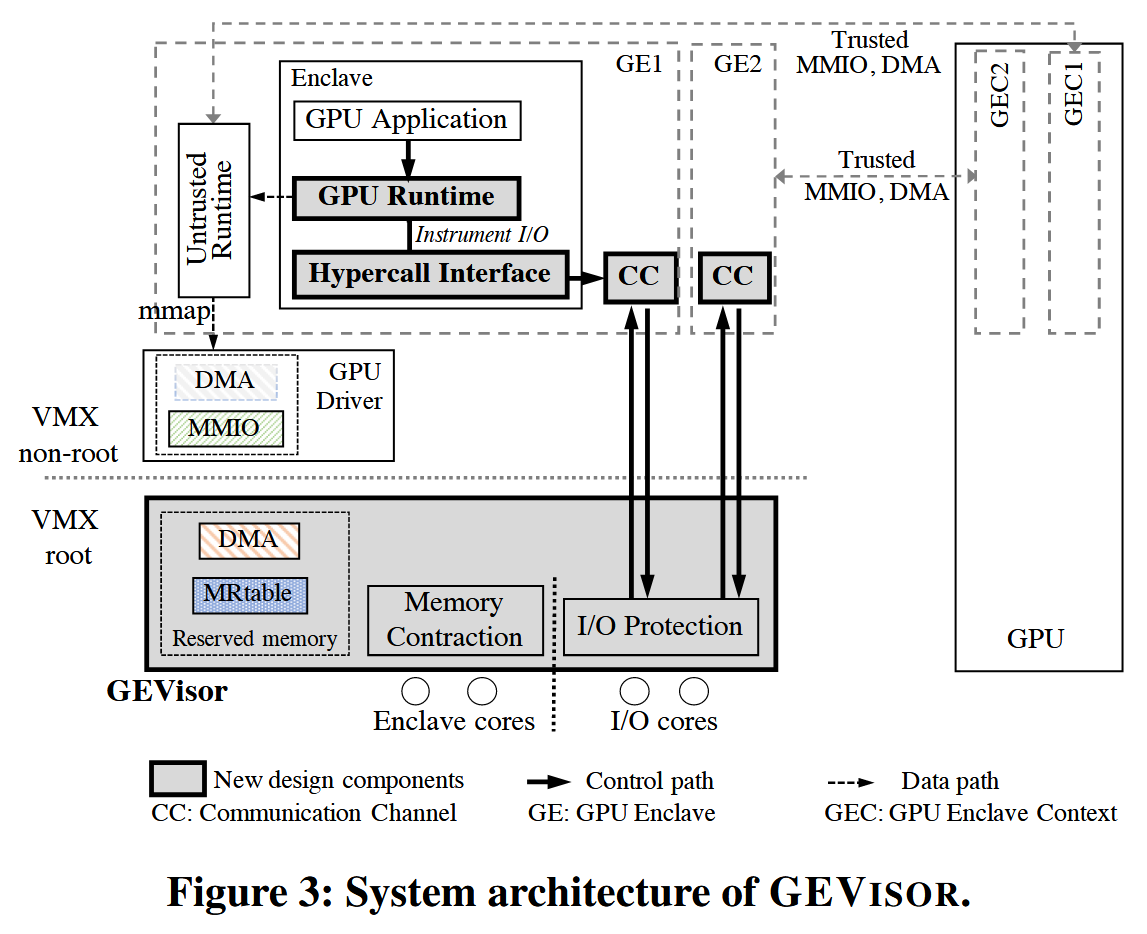 Trusted
MMIO, DMA
GE1
GE2
Enclave
GPU Application
GPU Runtime
Instrument I/O
Hypercall Interface
Untrusted
Runtime
CC
CC
GEC2
GEC1
Trusted
MMIO, DMA
mmap
DMA
MMIO
GPU
Driver
VMX
non-root
VMX
root
DMA
MRtable
Reserved memory
Memory
Contraction
I/O Protection
GPU
GEVisor
Enclave cores
I/O cores
New design components
Control path
Data path
CC: Communication Channel
GE: GPU Enclave
GEC: GPU Enclave Context
Figure 3: System architecture of GEVISOR.